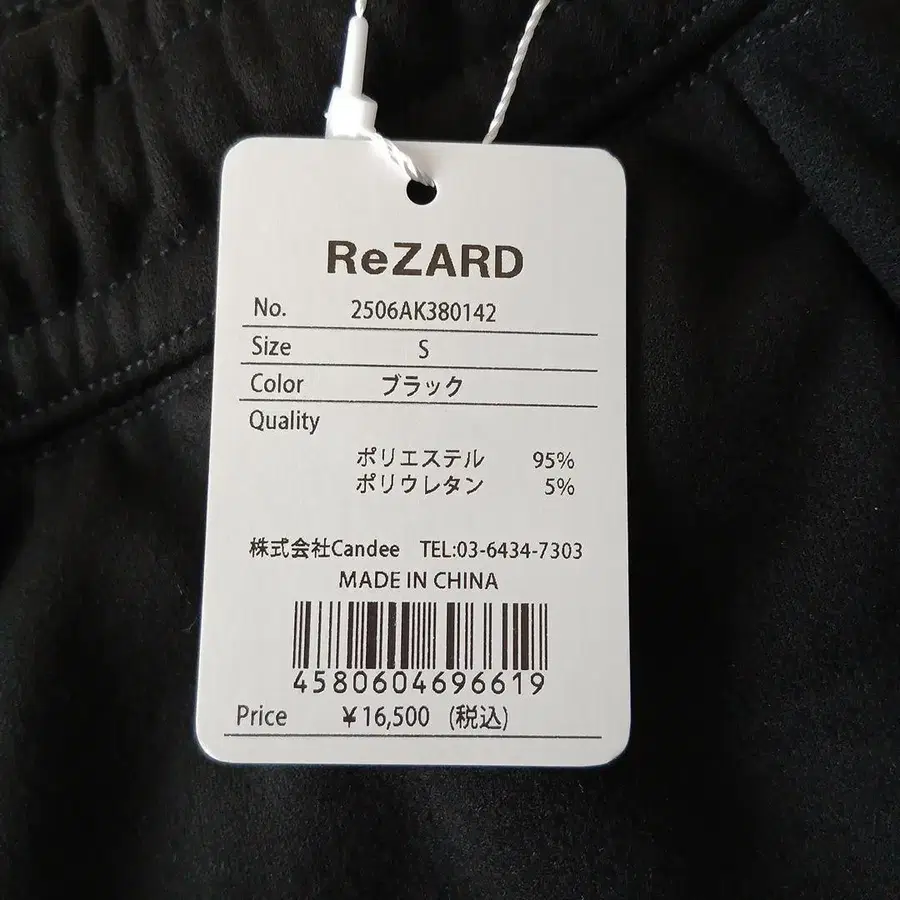 ReZARD
No. 2506AK380142
Size S
Color ブラック
Quality
ポリエステル 95%
ポリウレタン 5%
株式会社Candee TEL:03-6434-7303
MADE IN CHINA
4580604696619
Price ¥16,500 (税込)